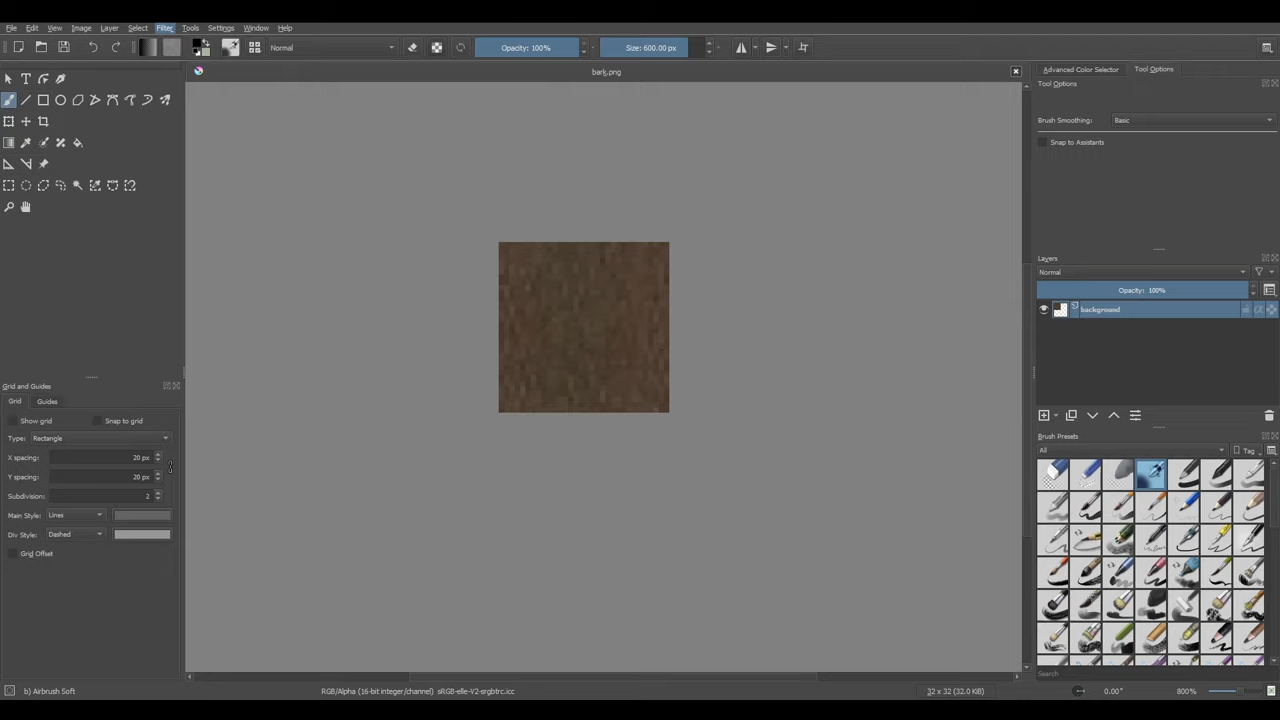 File Edit View Image Layer Select Filter Tools Settings Window Help
Normal Opacity: 100% Size: 600.00 px
bark.png
Advanced Color Selector Tool Options
Tool Options
Brush Smoothing: Basic
Snap to Assistants
Layers
Normal
Opacity: 100%
background
Grid and Guides
Grid Guides
Show grid Snap to grid
Type: Rectangle
X spacing: 20 px
Y spacing: 20 px
Subdivision: 2
Main Style: Lines
Div Style: Dashed
Grid Offset
Brush Presets
All Tag
Search
b) Airbrush Soft RGB/Alpha (16-bit integer/channel) sRGB-elle-V2-srgbtrc.icc 32 x 32 (32.0 KiB) 0.00° 800%